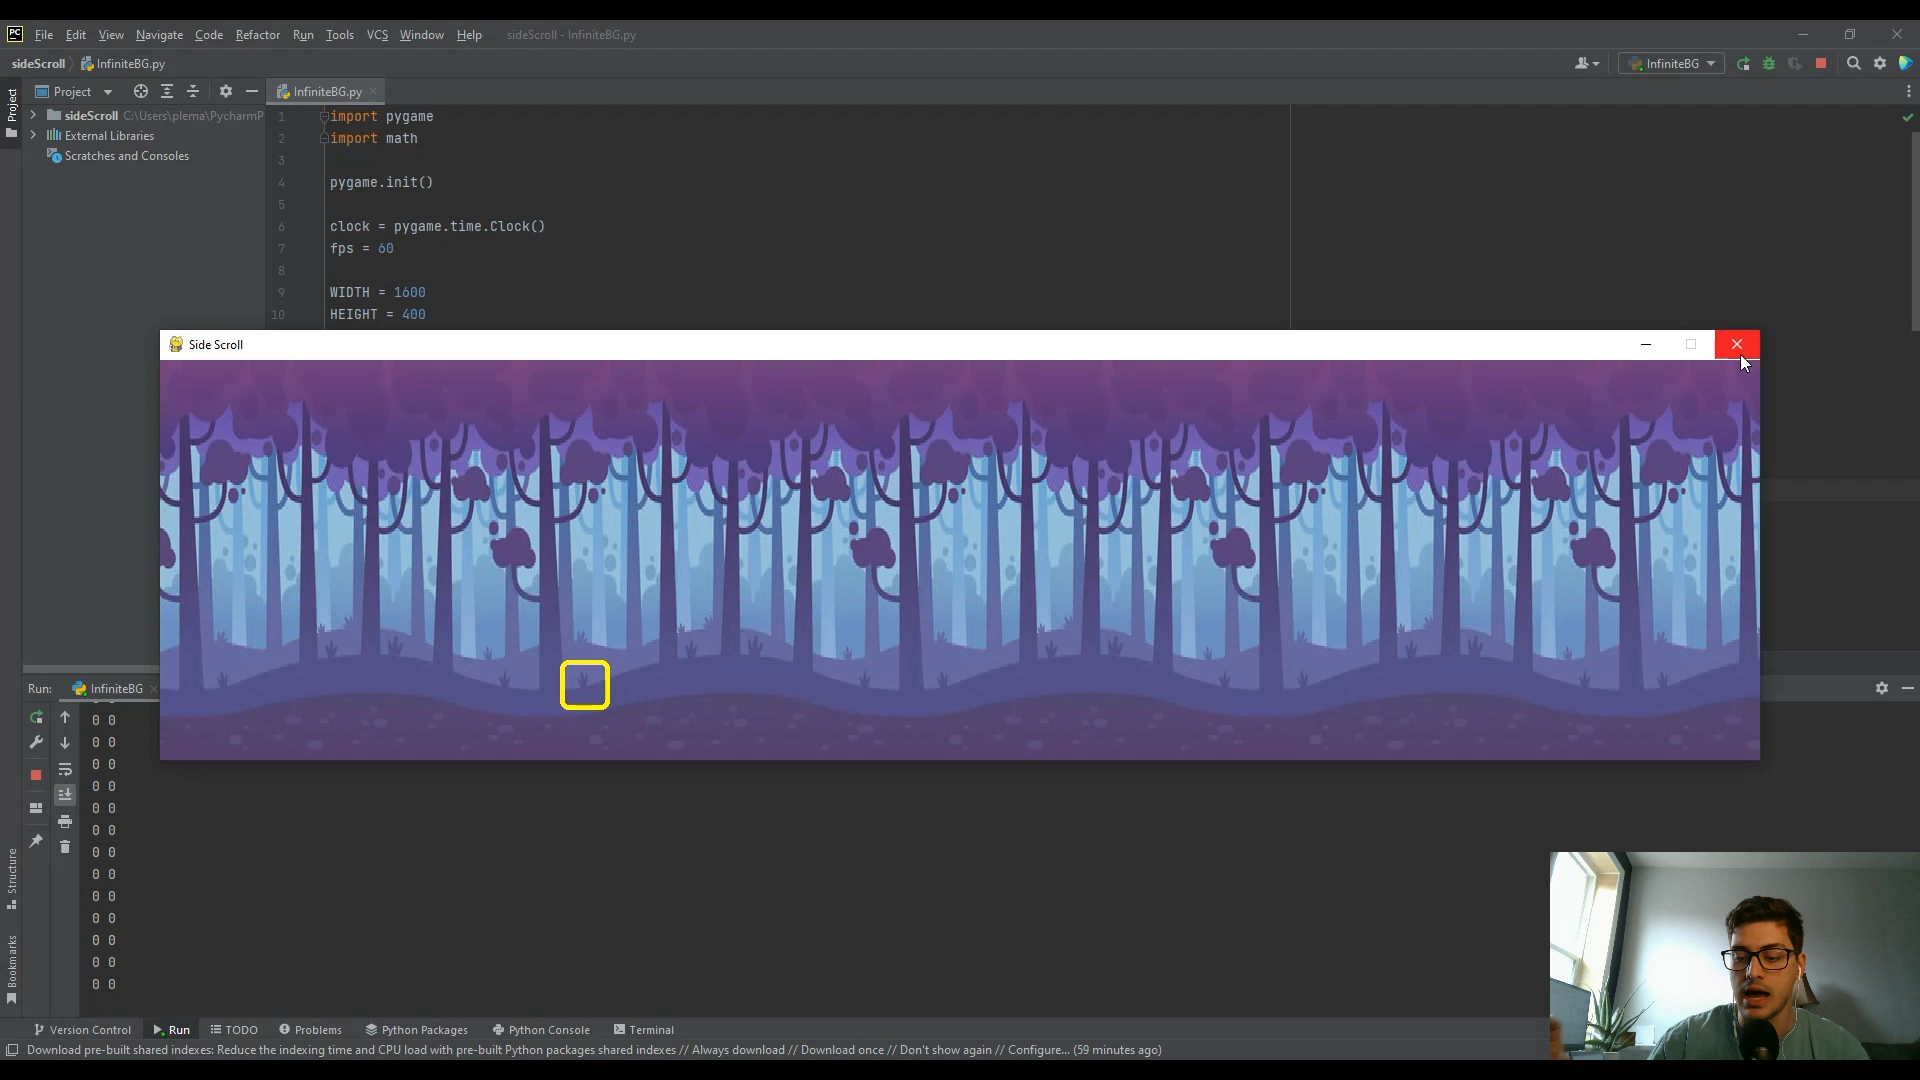 PC File Edit View Navigate Code Refactor Run Tools VCS Window Help sideScroll - InfiniteBG.py
sideScroll InfiniteBG.py InfiniteBG
Project InfiniteBG.py
Project
sideScroll C:\Users\plema\PycharmP
External Libraries
Scratches and Consoles
1 import pygame
2 import math
3
4 pygame.init()
5
6 clock = pygame.time.Clock()
7 fps = 60
8
9 WIDTH = 1600
10 HEIGHT = 400
Side Scroll
Run: InfiniteBG
0 0
0 0
0 0
0 0
0 0
0 0
0 0
0 0
0 0
0 0
0 0
0 0
0 0
Structure
Bookmarks
Version Control Run TODO Problems Python Packages Python Console Terminal
Download pre-built shared indexes: Reduce the indexing time and CPU load with pre-built Python packages shared indexes // Always download // Download once // Don't show again // Configure... (59 minutes ago)